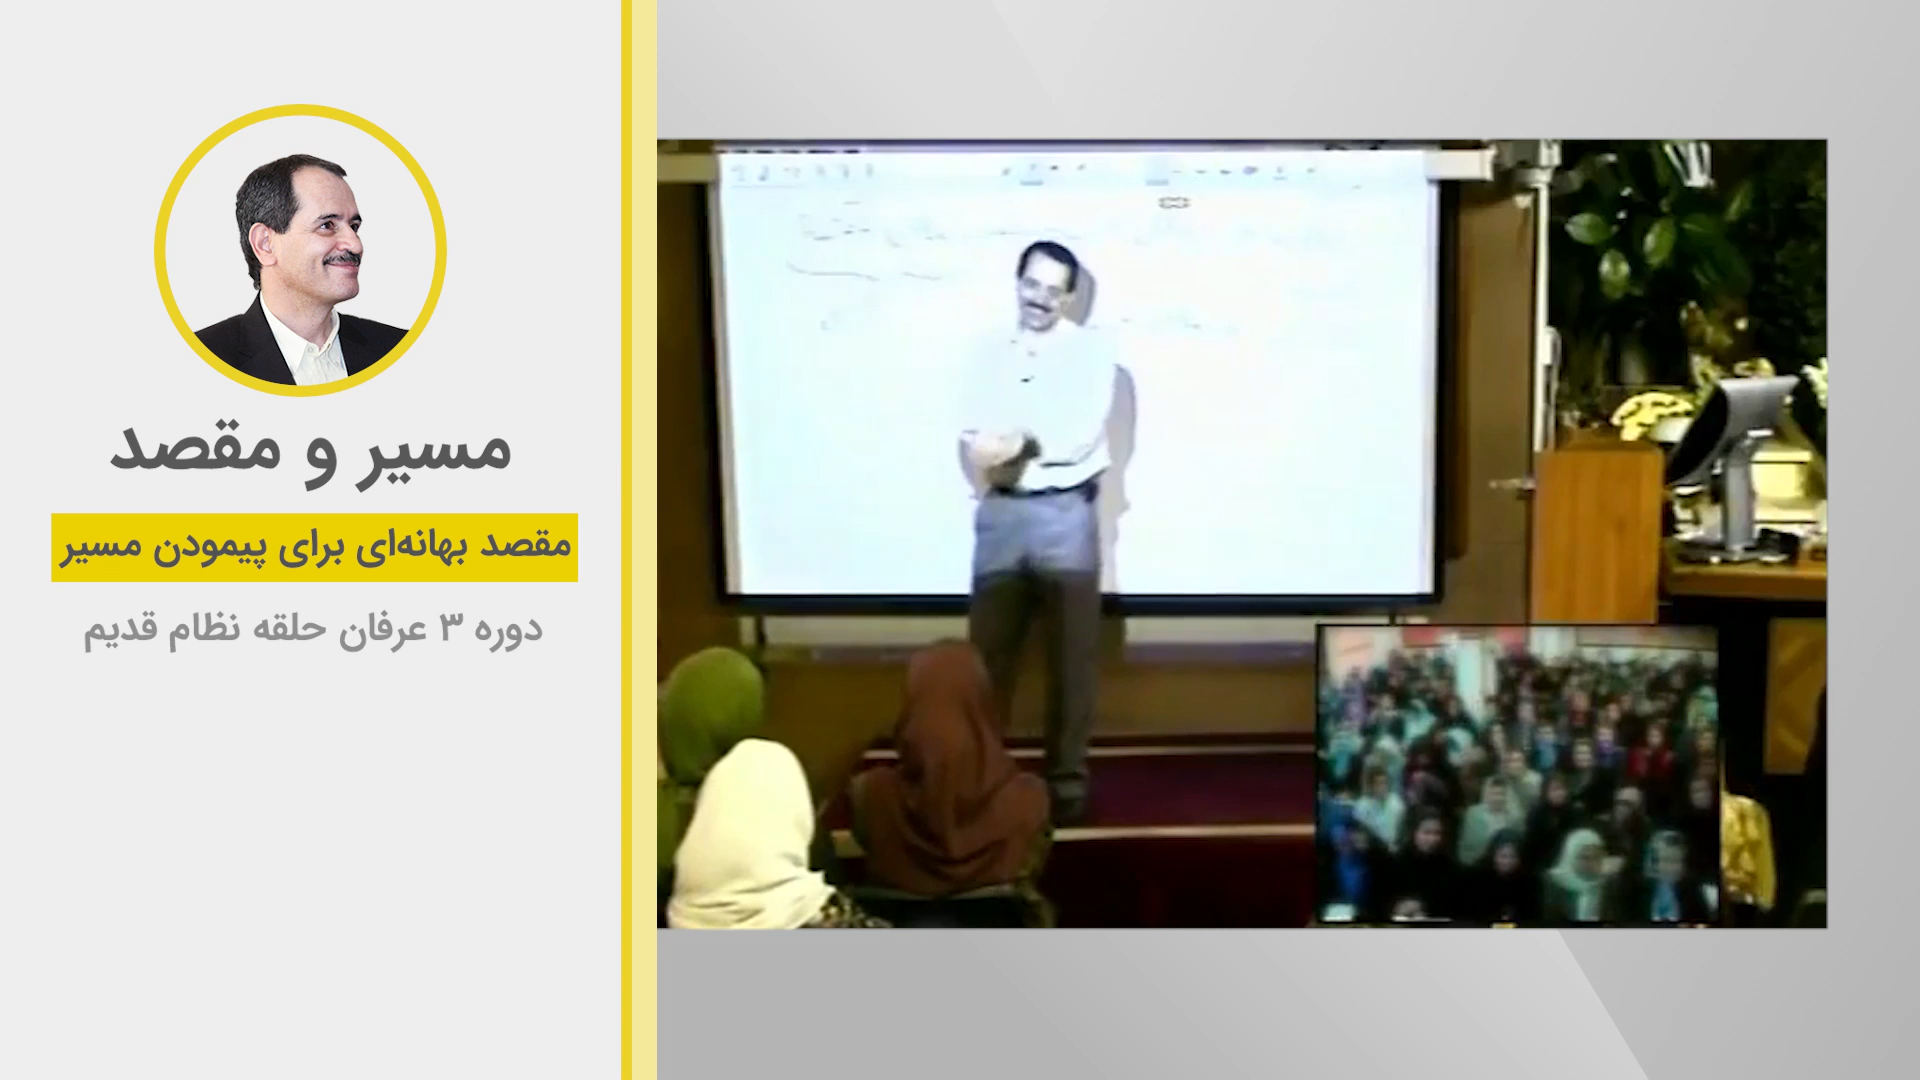 مسیر و مقصد
مقصد بهانه‌ای برای پیمودن مسیر
دوره ۳ عرفان حلقه نظام قدیم